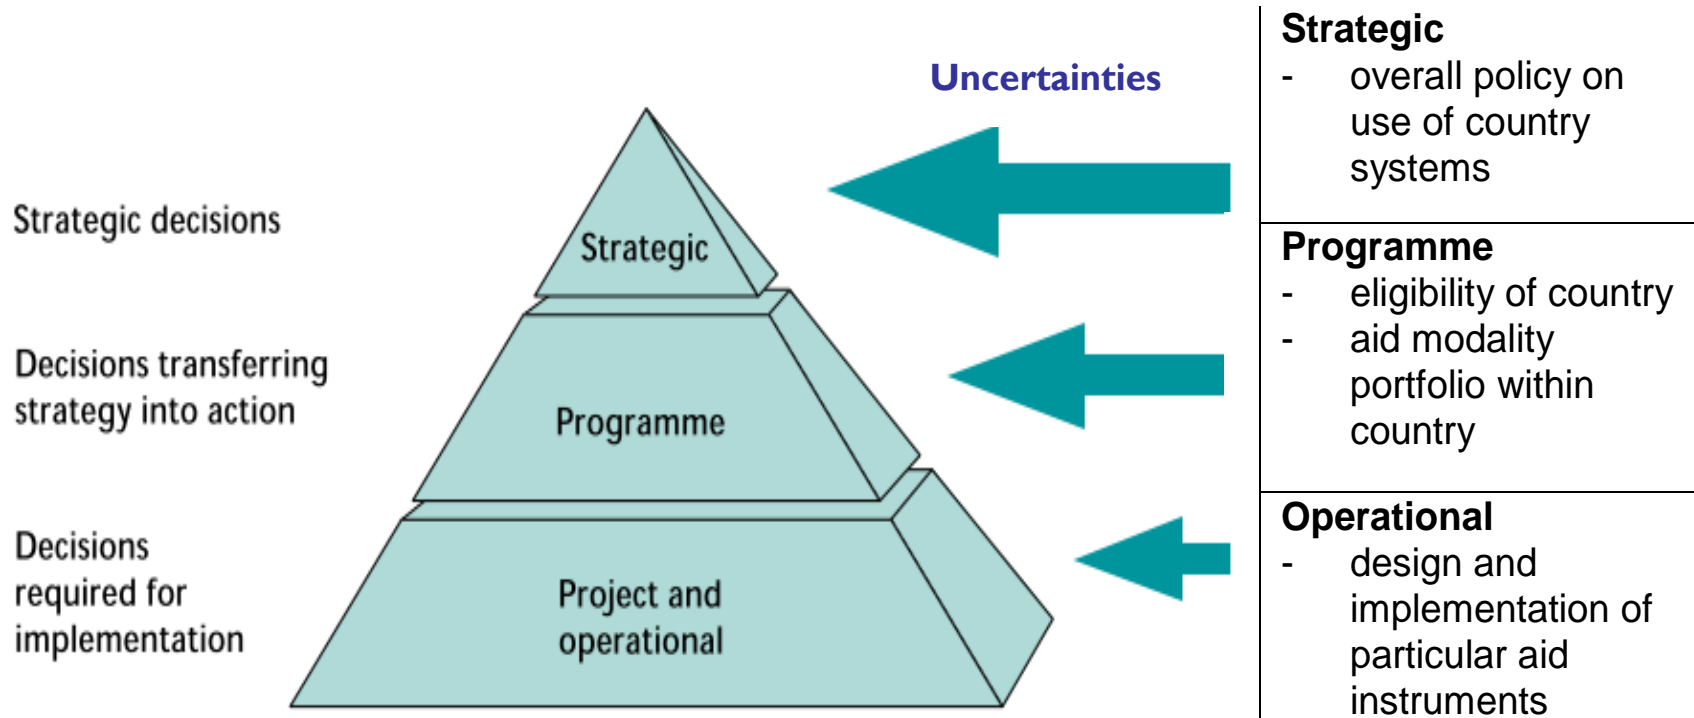 Uncertainties
Strategic decisions
Decisions transferring
strategy into action
Decisions
required for
implementation
Strategic
Programme
Project and
operational
Strategic
- overall policy on
use of country
systems
Programme
- eligibility of country
- aid modality
portfolio within
country
Operational
- design and
implementation of
particular aid
instruments